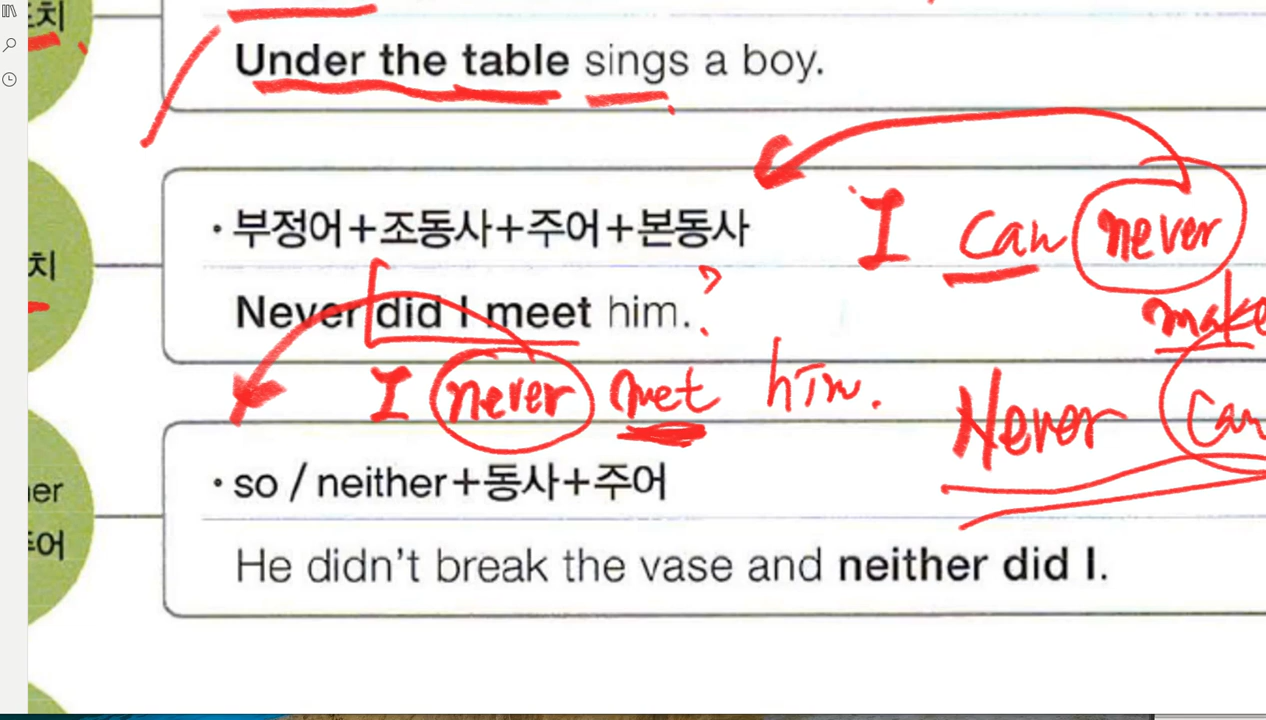 Under the table sings a boy.
치
• 부정어+조동사+주어+본동사
I can never
Never did I meet him. ?
make
I never met him.
Never can
• so / neither+동사+주어
He didn't break the vase and neither did I.